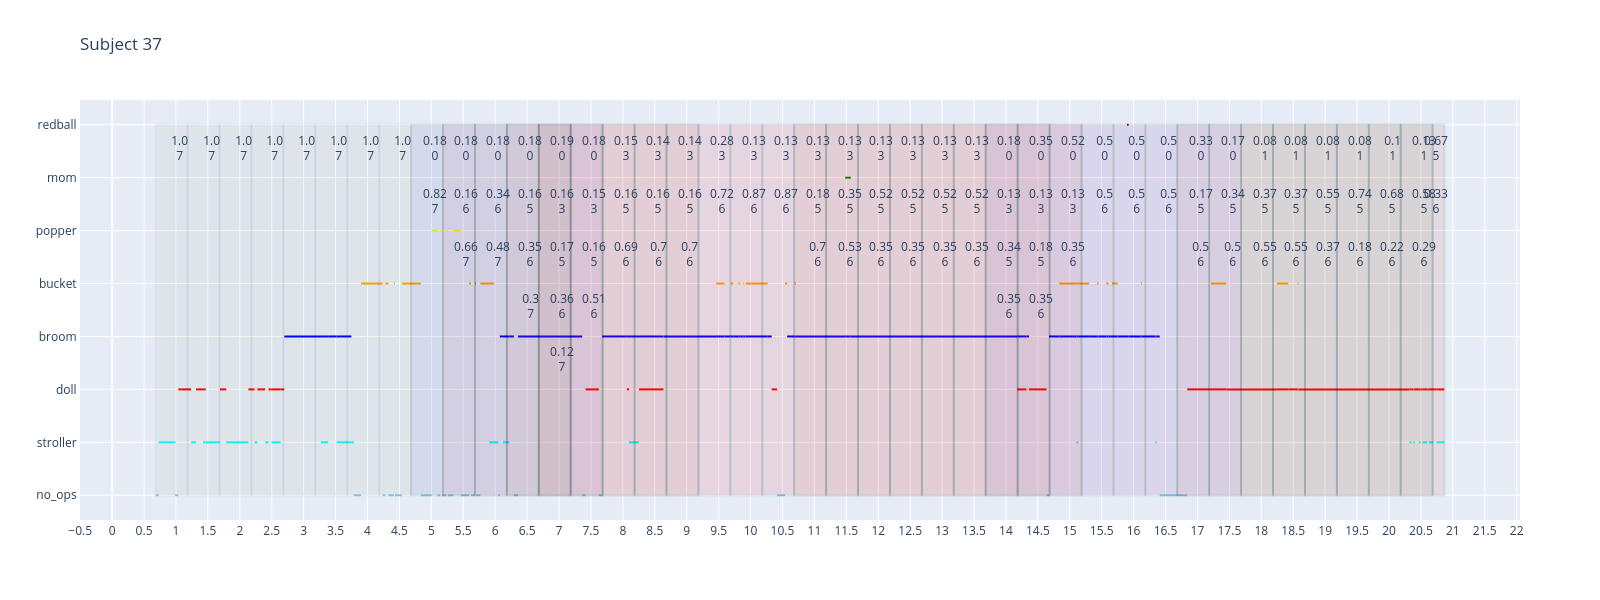 Subject 37
redball
1.0 1.0 1.0 1.0 1.0 1.0 1.0 1.0 0.18 0.18 0.18 0.18 0.19 0.18 0.15 0.14 0.14 0.28 0.13 0.13 0.13 0.13 0.13 0.13 0.13 0.13 0.18 0.35 0.52 0.5 0.5 0.5 0.33 0.17 0.08 0.08 0.08 0.08 0.1 0.13 0.67
7 7 7 7 7 7 7 7 0 0 0 0 0 0 3 3 3 3 3 3 3 3 3 3 3 3 0 0 0 0 0 0 0 0 1 1 1 1 1 1 5
mom
0.82 0.16 0.34 0.16 0.16 0.15 0.16 0.16 0.16 0.72 0.87 0.87 0.18 0.35 0.52 0.52 0.52 0.52 0.13 0.13 0.13 0.5 0.5 0.5 0.17 0.34 0.37 0.37 0.55 0.74 0.68 0.58 0.33
7 6 6 5 3 3 5 5 5 6 6 6 5 5 5 5 5 5 3 3 3 6 6 6 5 5 5 5 5 5 5 5 6
popper
0.66 0.48 0.35 0.17 0.16 0.69 0.7 0.7 0.7 0.53 0.35 0.35 0.35 0.35 0.34 0.18 0.35 0.5 0.5 0.55 0.55 0.37 0.18 0.22 0.29
7 7 6 5 5 6 6 6 6 6 6 6 6 6 5 5 6 6 6 6 6 6 6 6 6
bucket
0.3 0.36 0.51 0.35 0.35
7 6 6 6 6
broom
0.12
7
doll
stroller
no_ops
−0.5 0 0.5 1 1.5 2 2.5 3 3.5 4 4.5 5 5.5 6 6.5 7 7.5 8 8.5 9 9.5 10 10.5 11 11.5 12 12.5 13 13.5 14 14.5 15 15.5 16 16.5 17 17.5 18 18.5 19 19.5 20 20.5 21 21.5 22